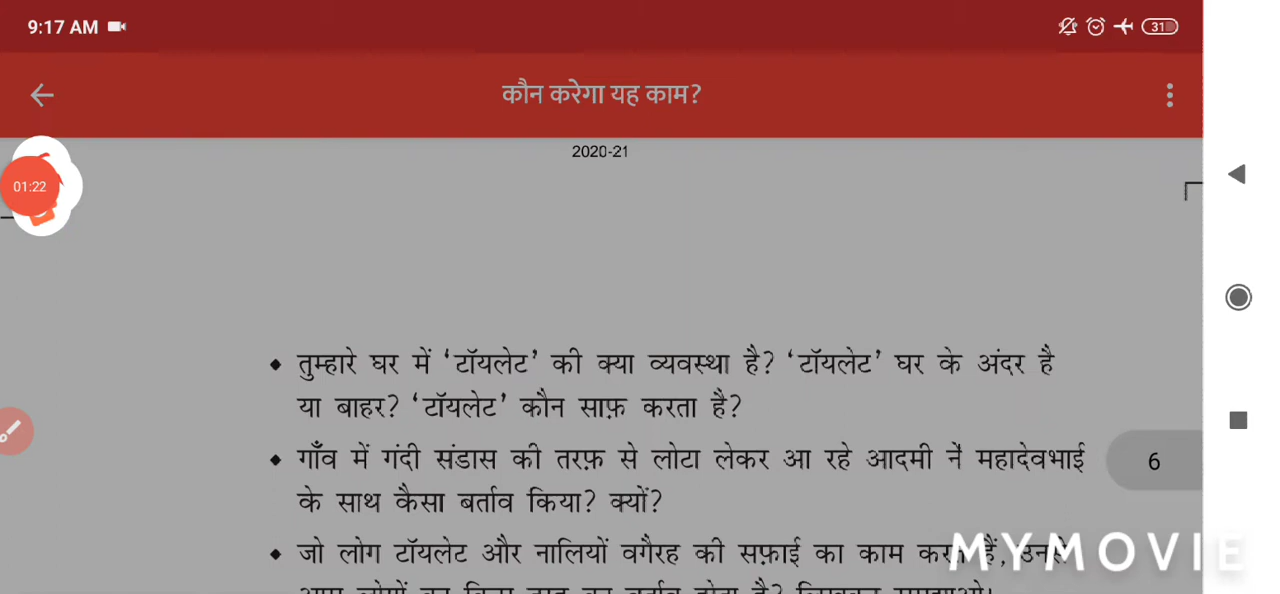 9:17 AM
31
कौन करेगा यह काम?
2020-21
01:22
तुम्हारे घर में ‘टॉयलेट’ की क्या व्यवस्था है? ‘टॉयलेट’ घर के अंदर है
या बाहर? ‘टॉयलेट’ कौन साफ़ करता है?
गाँव में गंदी संडास की तरफ़ से लोटा लेकर आ रहे आदमी ने महादेवभाई
6
के साथ कैसा बर्ताव किया? क्यों?
जो लोग टॉयलेट और नालियों वगैरह की सफ़ाई का काम करते हैं, उनसे
MYMOVIE